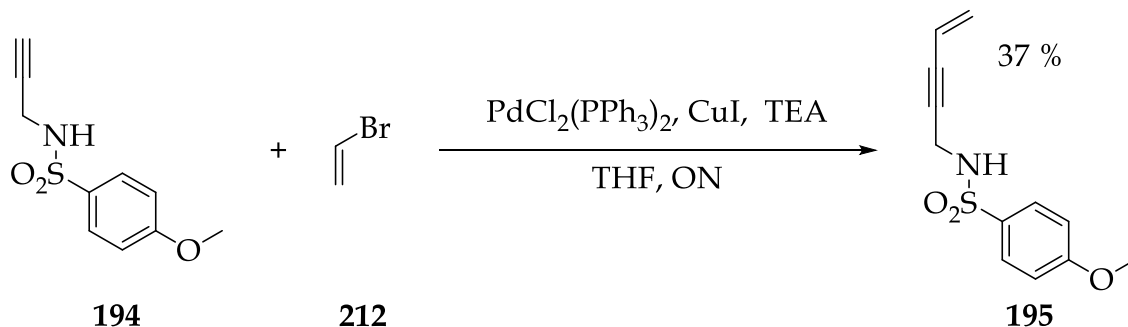 37 %
NH
O2S
O
194
+
Br
212
PdCl2(PPh3)2, CuI, TEA
THF, ON
NH
O2S
O
195